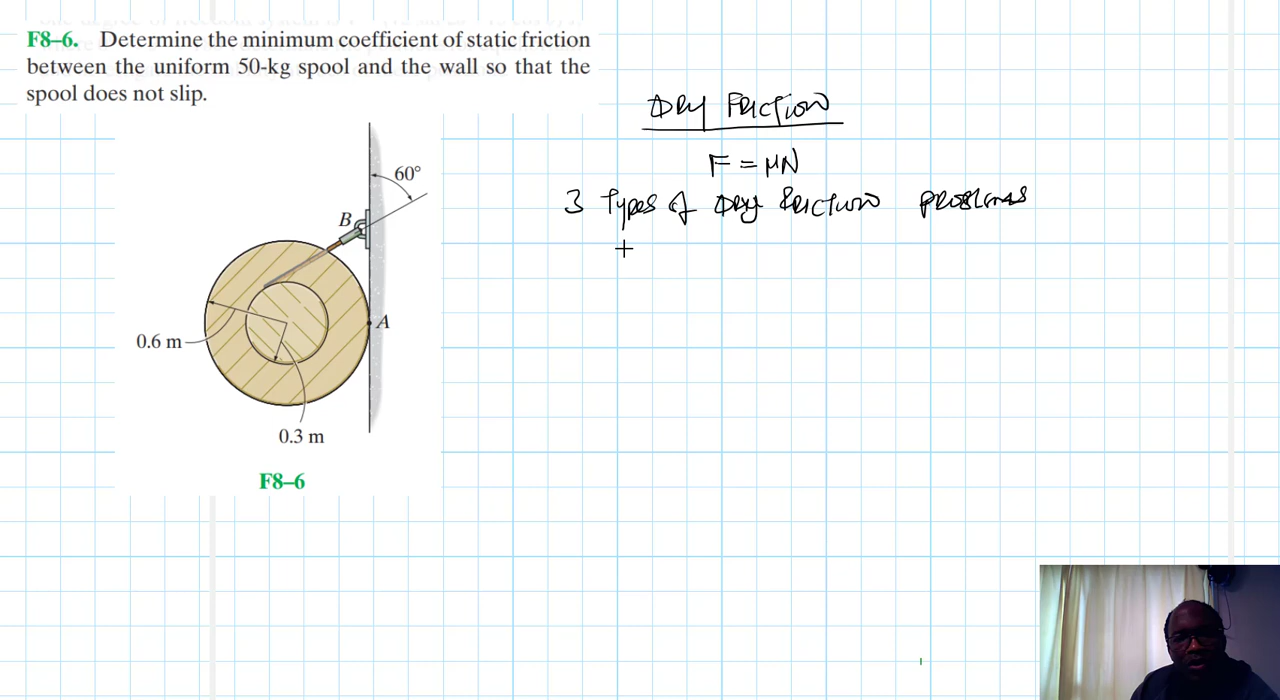 F8–6. Determine the minimum coefficient of static friction
between the uniform 50-kg spool and the wall so that the
spool does not slip.
DRY FRICTION
F = μN
3 Types of DRY FRICTION PROBLEMS
+
60°
B
A
0.6 m
0.3 m
F8–6